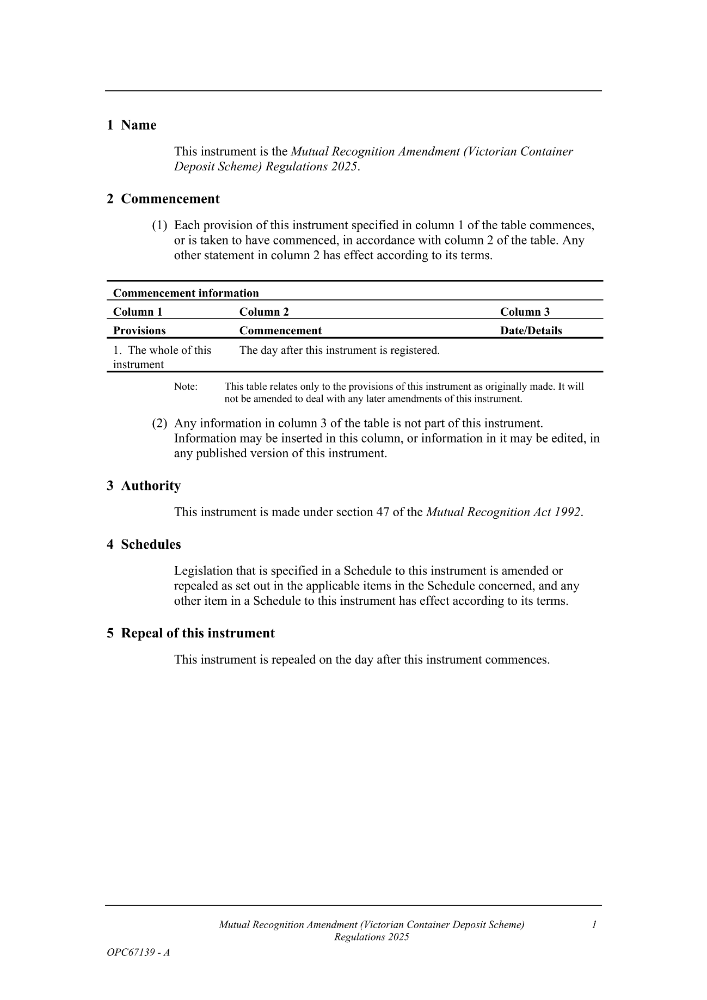 1 Name
This instrument is the Mutual Recognition Amendment (Victorian Container
Deposit Scheme) Regulations 2025.
2 Commencement
(1) Each provision of this instrument specified in column 1 of the table commences,
or is taken to have commenced, in accordance with column 2 of the table. Any
other statement in column 2 has effect according to its terms.
Commencement information
Column 1 Column 2 Column 3
Provisions Commencement Date/Details
1. The whole of this The day after this instrument is registered.
instrument
Note: This table relates only to the provisions of this instrument as originally made. It will
not be amended to deal with any later amendments of this instrument.
(2) Any information in column 3 of the table is not part of this instrument.
Information may be inserted in this column, or information in it may be edited, in
any published version of this instrument.
3 Authority
This instrument is made under section 47 of the Mutual Recognition Act 1992.
4 Schedules
Legislation that is specified in a Schedule to this instrument is amended or
repealed as set out in the applicable items in the Schedule concerned, and any
other item in a Schedule to this instrument has effect according to its terms.
5 Repeal of this instrument
This instrument is repealed on the day after this instrument commences.
Mutual Recognition Amendment (Victorian Container Deposit Scheme) 1
Regulations 2025
OPC67139 - A